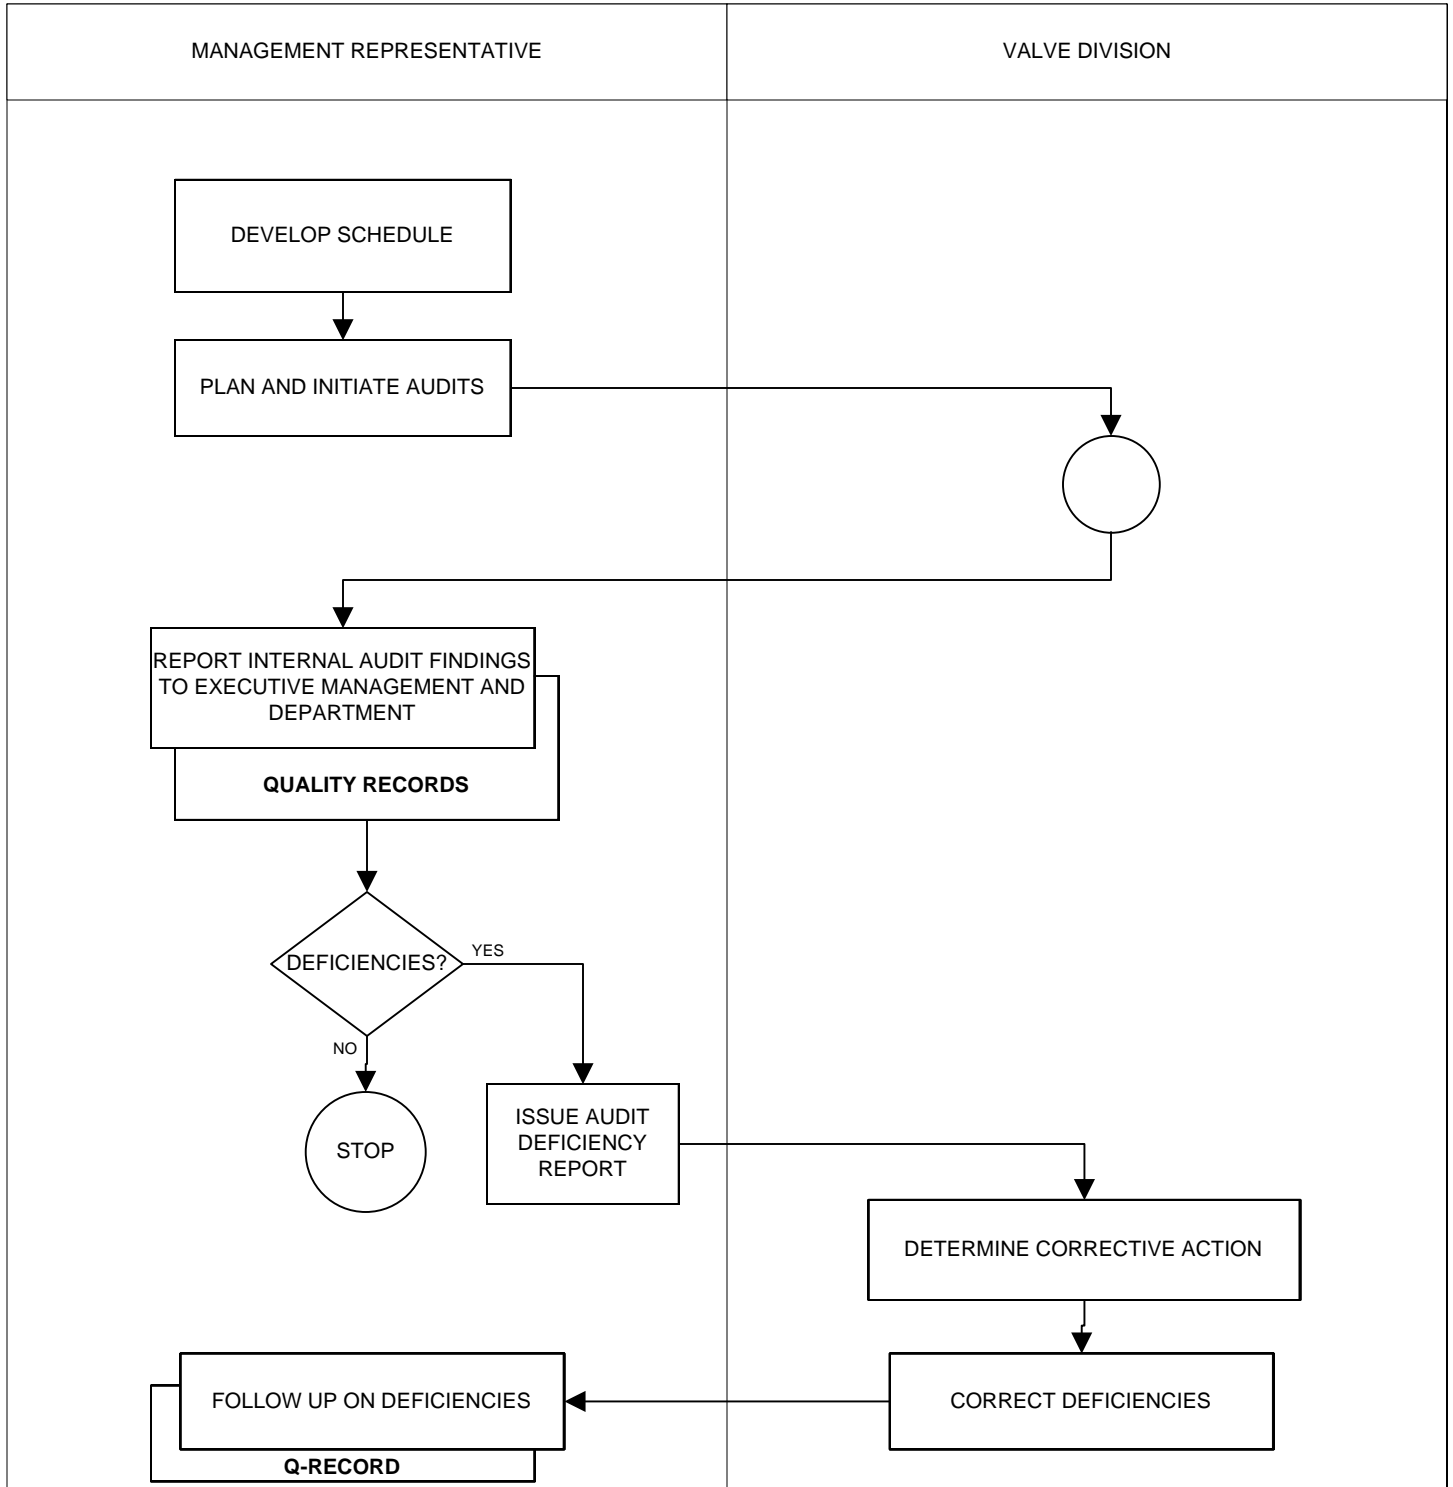 MANAGEMENT REPRESENTATIVE
VALVE DIVISION
DEVELOP SCHEDULE
PLAN AND INITIATE AUDITS
REPORT INTERNAL AUDIT FINDINGS
TO EXECUTIVE MANAGEMENT AND
DEPARTMENT
QUALITY RECORDS
DEFICIENCIES?
YES
NO
STOP
ISSUE AUDIT
DEFICIENCY
REPORT
DETERMINE CORRECTIVE ACTION
CORRECT DEFICIENCIES
FOLLOW UP ON DEFICIENCIES
Q-RECORD